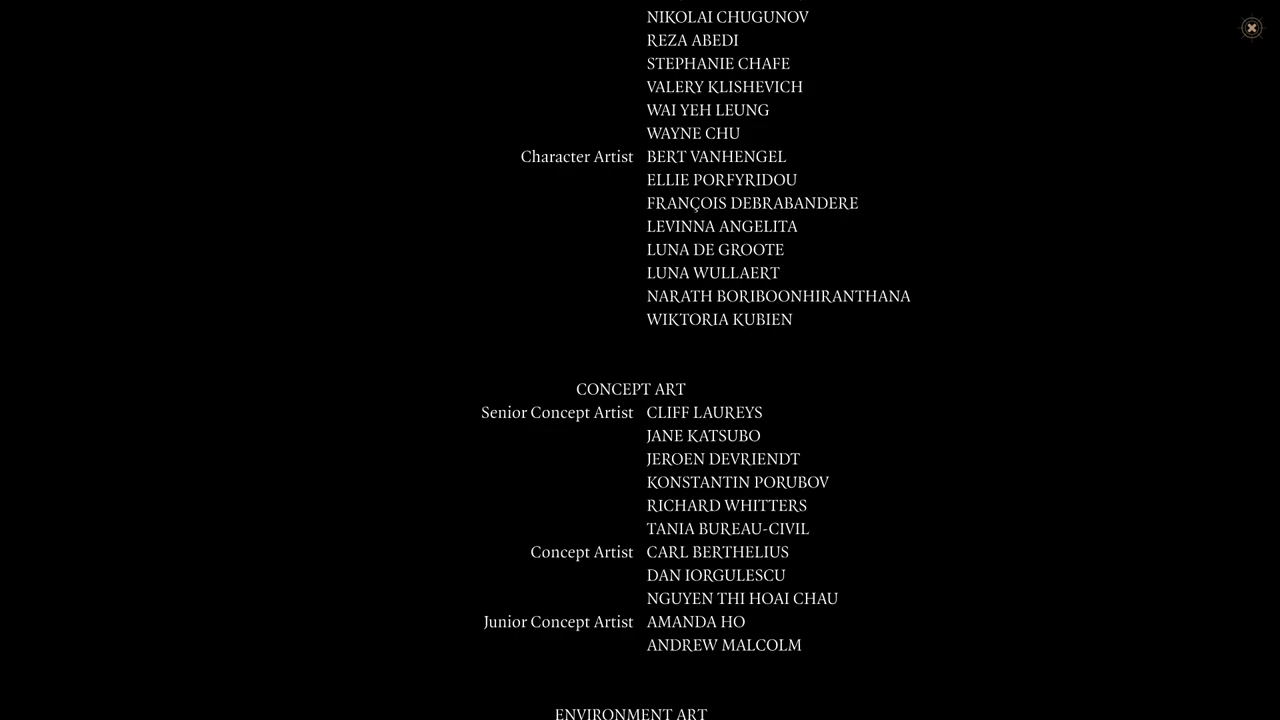 NIKOLAI CHUGUNOV
REZA ABEDI
STEPHANIE CHAFE
VALERY KLISHEVICH
WAI YEH LEUNG
WAYNE CHU
Character Artist BERT VANHENGEL
ELLIE PORFYRIDOU
FRANÇOIS DEBRABANDERE
LEVINNA ANGELITA
LUNA DE GROOTE
LUNA WULLAERT
NARATH BORIBOONHIRANTHANA
WIKTORIA KUBIEN
CONCEPT ART
Senior Concept Artist CLIFF LAUREYS
JANE KATSUBO
JEROEN DEVRIENDT
KONSTANTIN PORUBOV
RICHARD WHITTERS
TANIA BUREAU-CIVIL
Concept Artist CARL BERTHELIUS
DAN IORGULESCU
NGUYEN THI HOAI CHAU
Junior Concept Artist AMANDA HO
ANDREW MALCOLM
ENVIRONMENT ART